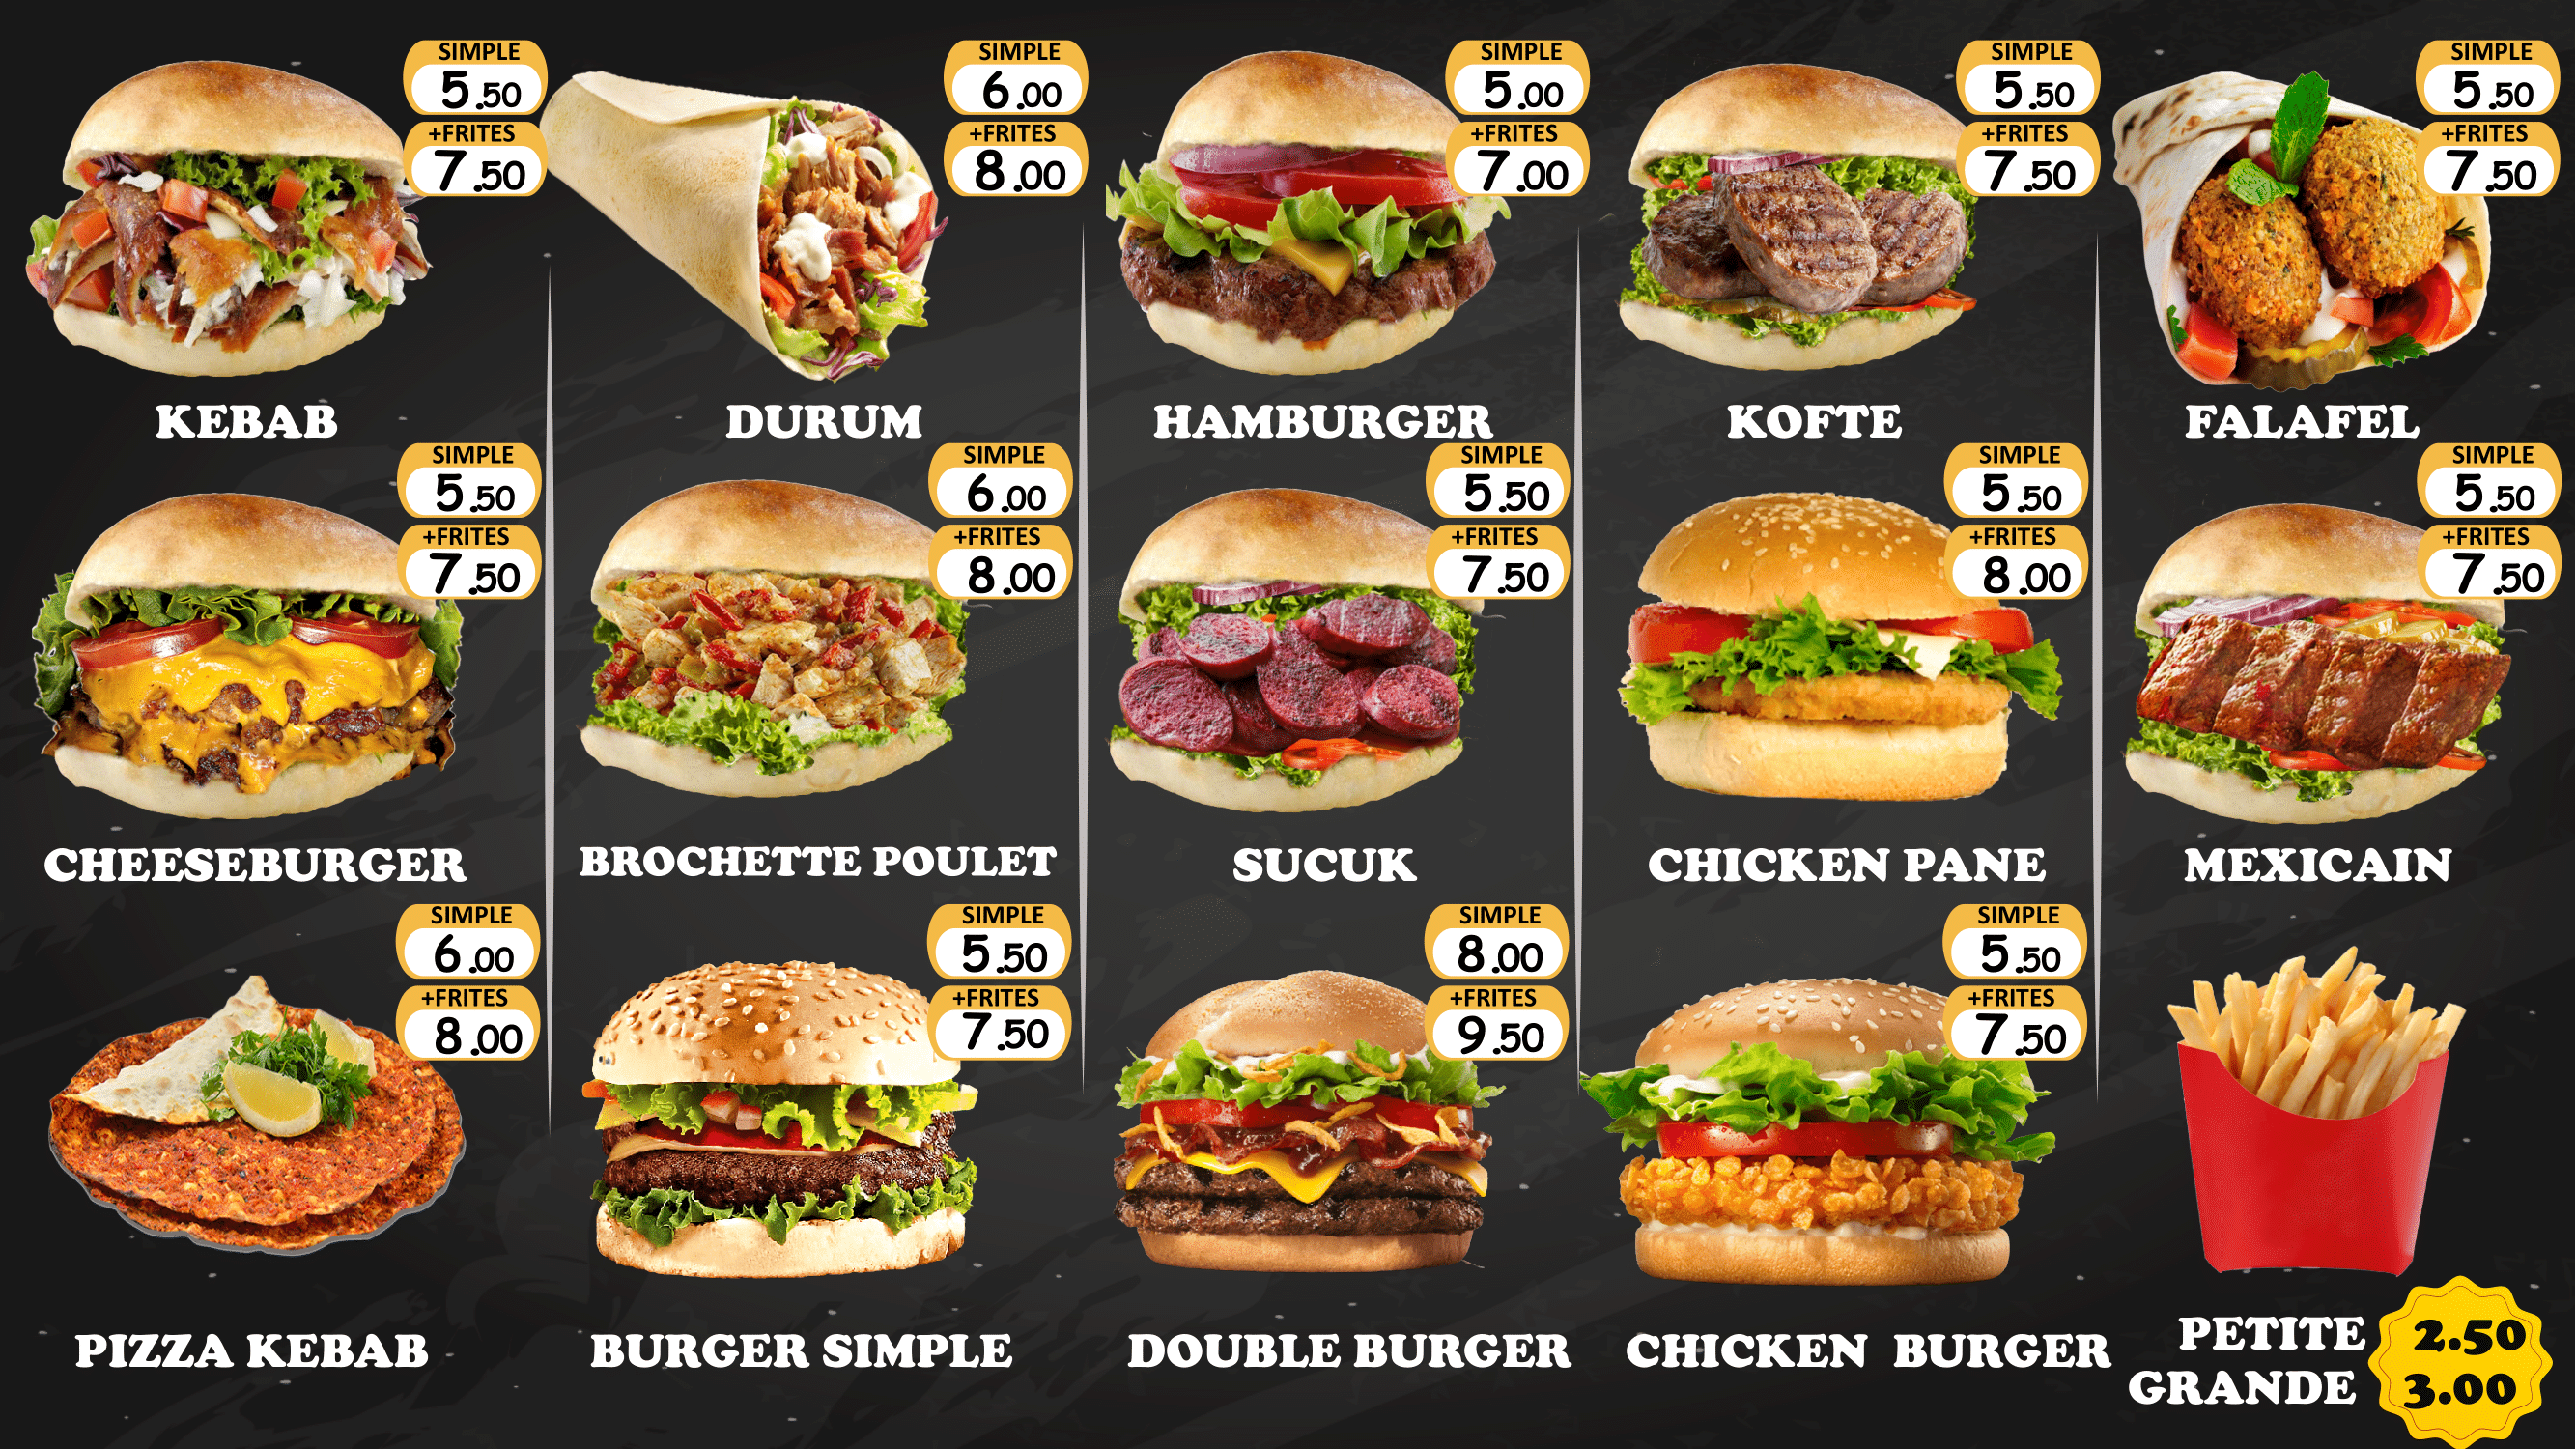 SIMPLE
5.50
+FRITES
7.50
KEBAB
SIMPLE
6.00
+FRITES
8.00
DURUM
SIMPLE
5.00
+FRITES
7.00
HAMBURGER
SIMPLE
5.50
+FRITES
7.50
KOFTE
SIMPLE
5.50
+FRITES
7.50
FALAFEL
SIMPLE
5.50
+FRITES
7.50
CHEESEBURGER
SIMPLE
6.00
+FRITES
8.00
BROCHETTE POULET
SIMPLE
5.50
+FRITES
7.50
SUCUK
SIMPLE
5.50
+FRITES
8.00
CHICKEN PANE
SIMPLE
5.50
+FRITES
7.50
MEXICAIN
SIMPLE
6.00
+FRITES
8.00
PIZZA KEBAB
SIMPLE
5.50
+FRITES
7.50
BURGER SIMPLE
SIMPLE
8.00
+FRITES
9.50
DOUBLE BURGER
SIMPLE
5.50
+FRITES
7.50
CHICKEN BURGER
PETITE 2.50
GRANDE 3.00